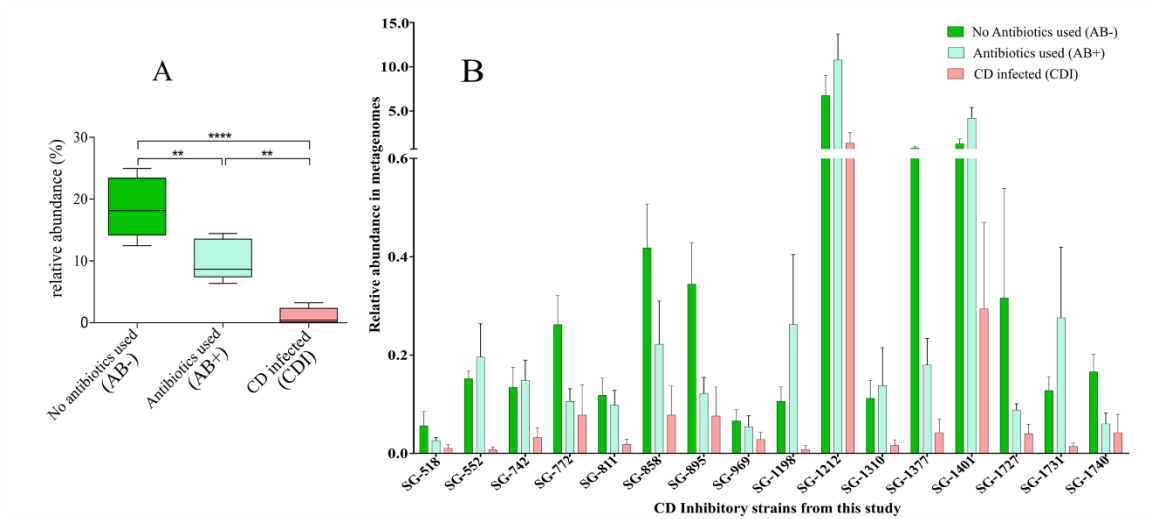 A
relative abundance (%)
30
20
10
0
****
**
**
No antibiotics used
(AB-)
Antibiotics used
(AB+)
CD infected
(CDI)
B
Relative abundance in metagenomes
15.0
10.0
5.0
0.6
0.4
0.2
0.0
No Antibiotics used (AB-)
Antibiotics used (AB+)
CD infected (CDI)
SG-518
SG-552
SG-742
SG-772
SG-811
SG-858
SG-895
SG-969
SG-1198
SG-1212
SG-1310
SG-1377
SG-1401
SG-1727
SG-1731
SG-1740
CD Inhibitory strains from this study